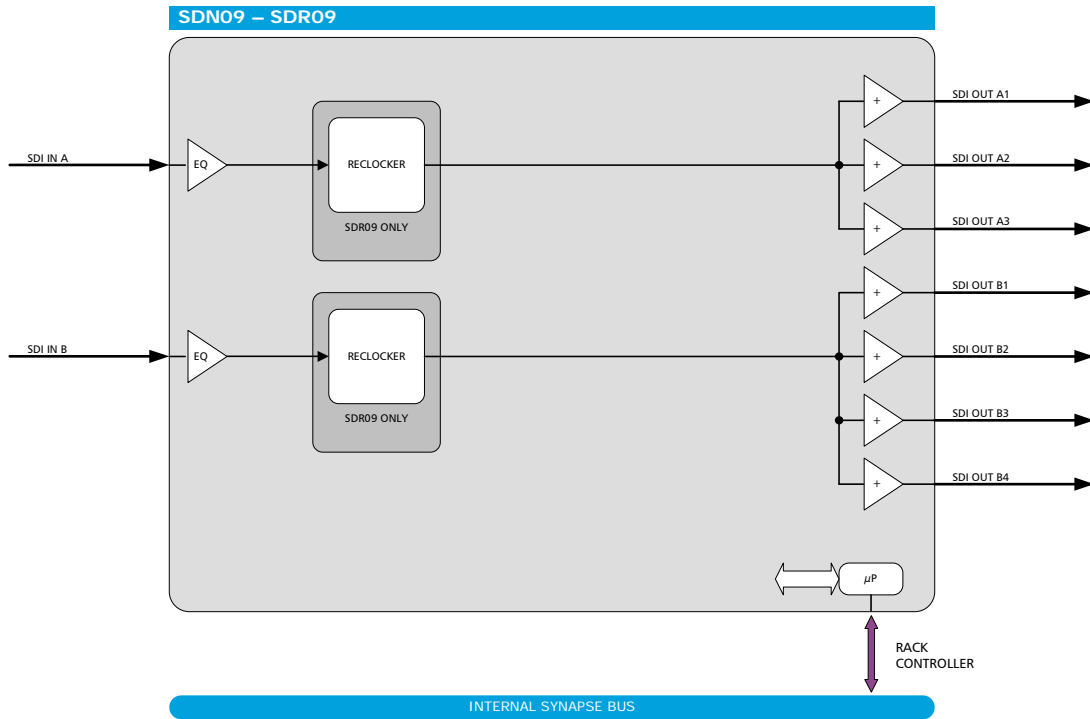 SDN09 – SDR09
SDI OUT A1
SDI IN A
EQ
RECLOCKER
SDI OUT A2
SDR09 ONLY
+
+
+
SDI OUT A3
SDI OUT B1
SDI IN B
EQ
RECLOCKER
SDI OUT B2
SDR09 ONLY
+
+
+
+
SDI OUT B3
SDI OUT B4
µP
RACK
CONTROLLER
INTERNAL SYNAPSE BUS